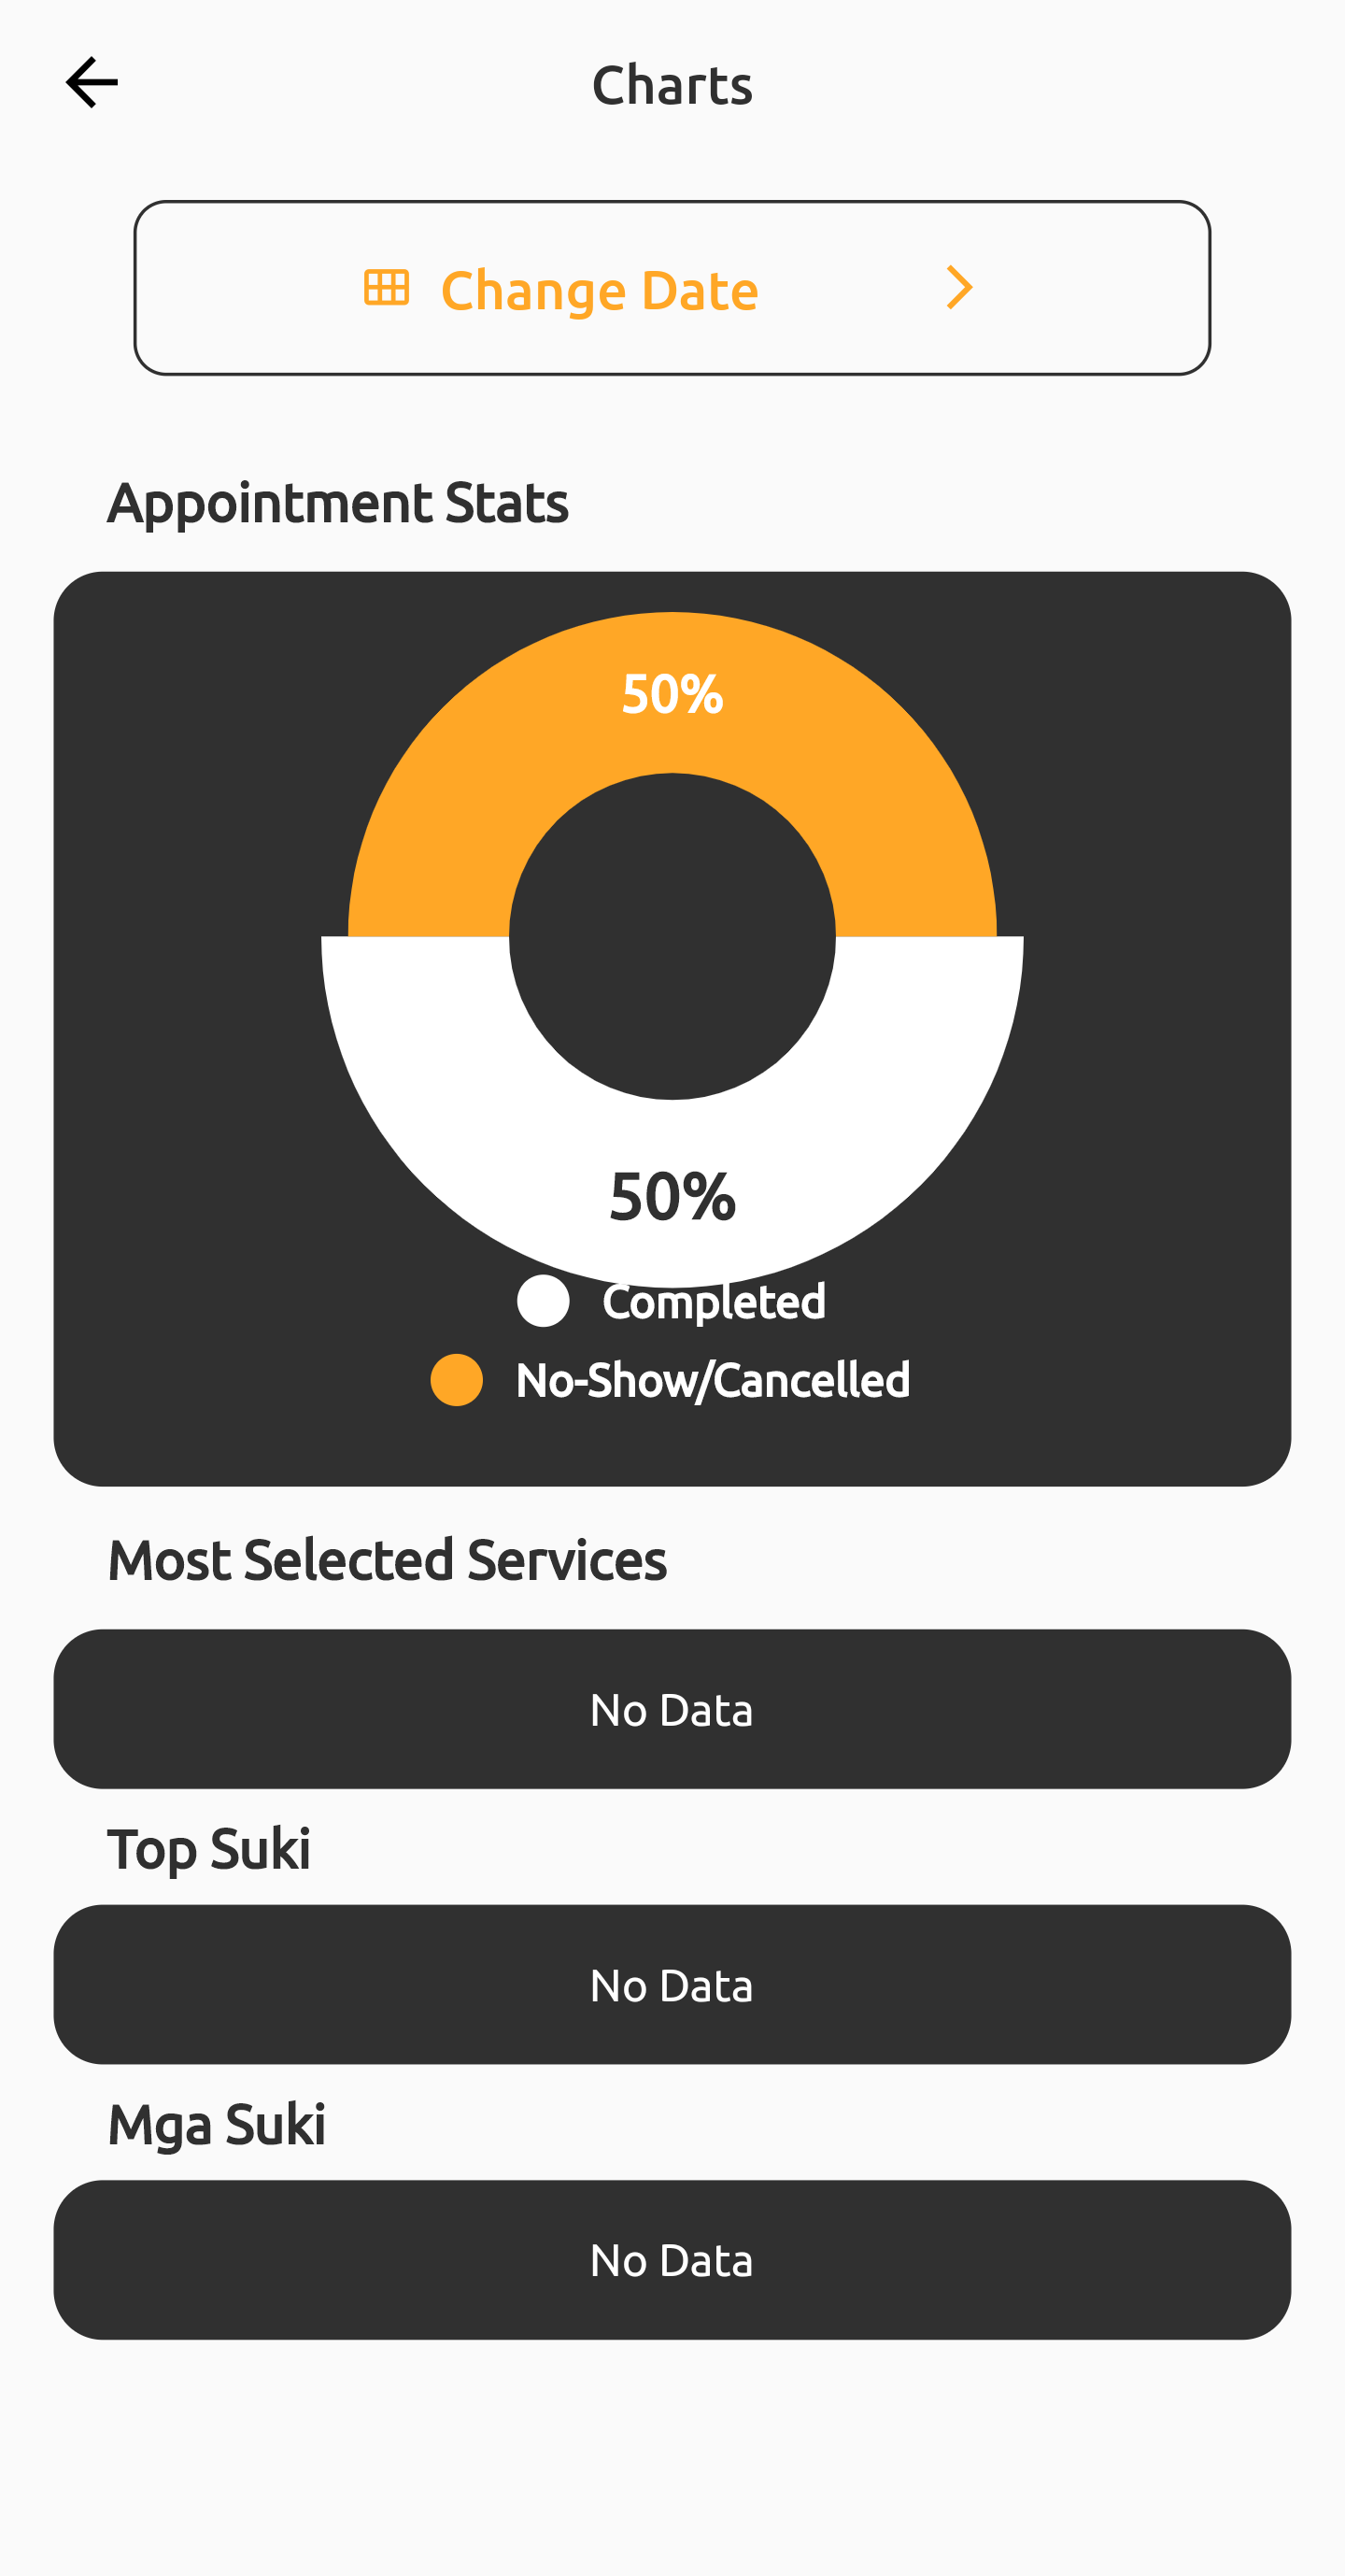 Charts
Change Date
Appointment Stats
50%
50%
Completed
No-Show/Cancelled
Most Selected Services
No Data
Top Suki
No Data
Mga Suki
No Data